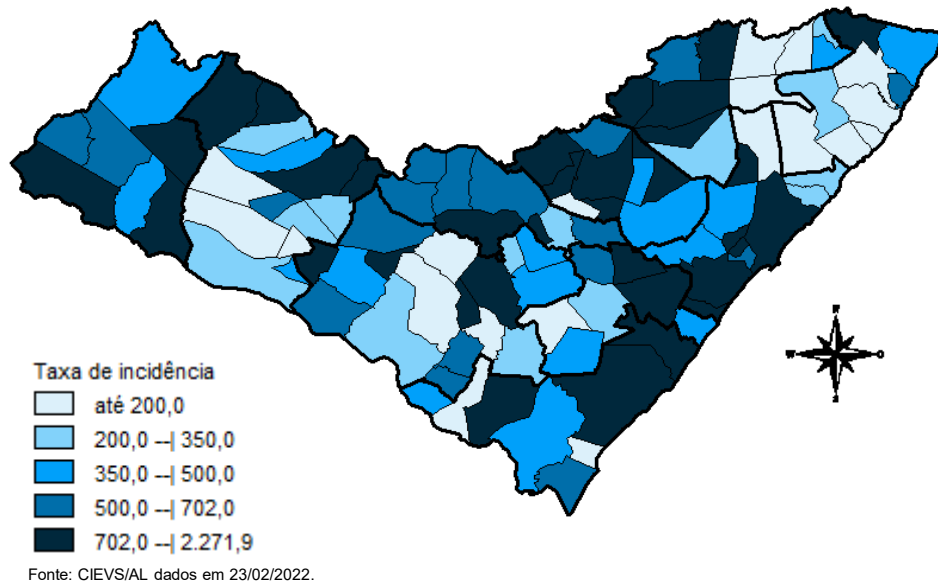 Taxa de incidência
até 200,0
200,0 --| 350,0
350,0 --| 500,0
500,0 --| 702,0
702,0 --| 2.271,9
Fonte: CIEVS/AL dados em 23/02/2022.